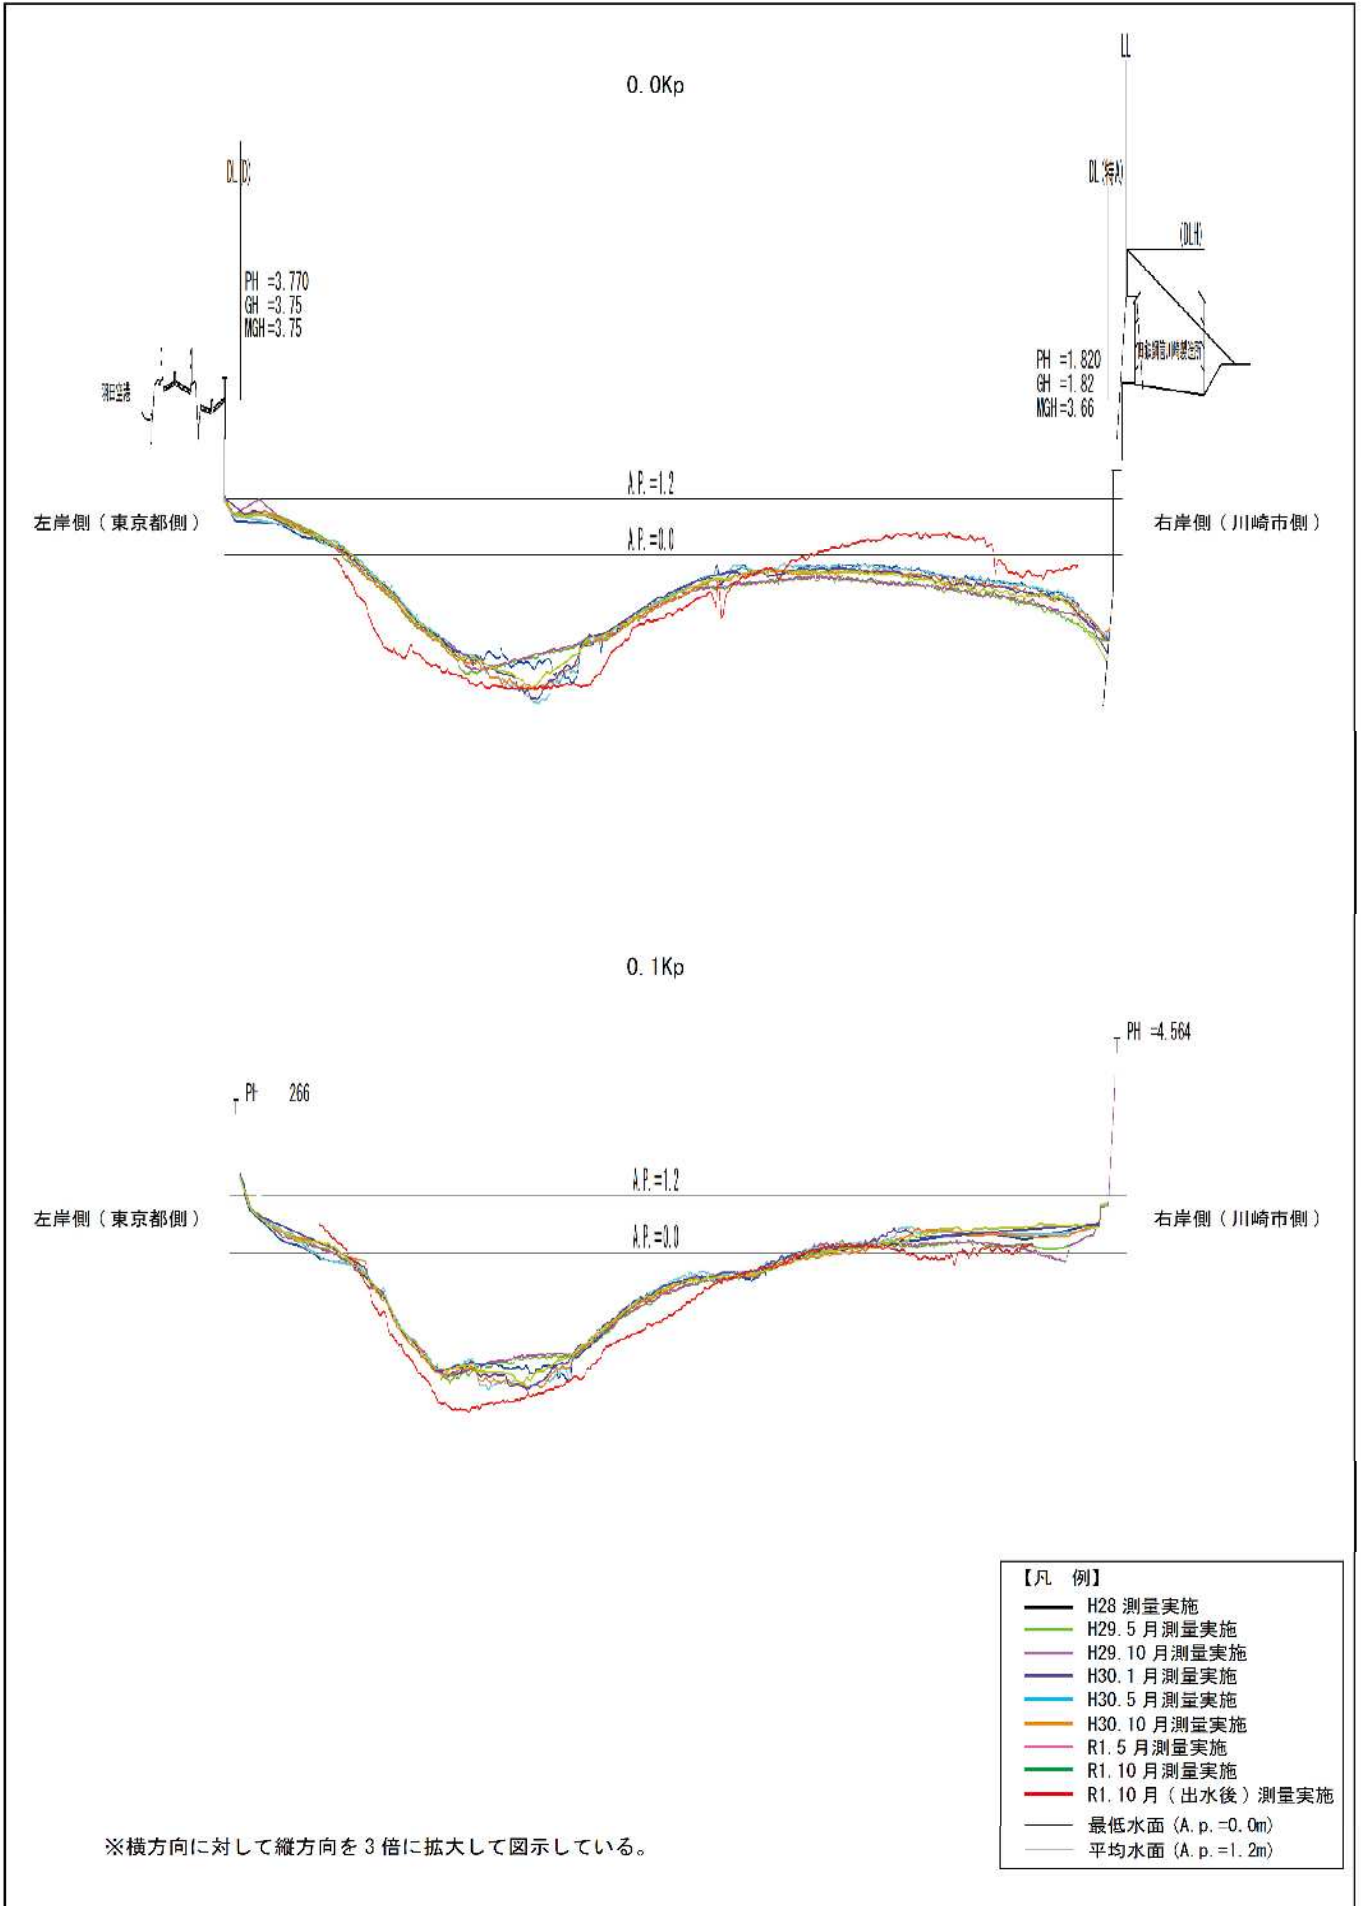 0.0Kp
LL
DL(D)
DL(特A)
(DLH)
PH =3.770
GH =3.75
MGH=3.75
PH =1.820
GH =1.82
MGH=3.66
A.P.=1.2
左岸側（東京都側）
右岸側（川崎市側）
A.P.=0.0
0.1Kp
PH =4.564
266
A.P.=1.2
左岸側（東京都側）
右岸側（川崎市側）
A.P.=0.0
【凡　例】
H28 測量実施
H29.5 月測量実施
H29.10 月測量実施
H30.1 月測量実施
H30.5 月測量実施
H30.10 月測量実施
R1.5 月測量実施
R1.10 月測量実施
R1.10 月（出水後）測量実施
最低水面 (A.p.=0.0m)
平均水面 (A.p.=1.2m)
※横方向に対して縦方向を 3 倍に拡大して図示している。